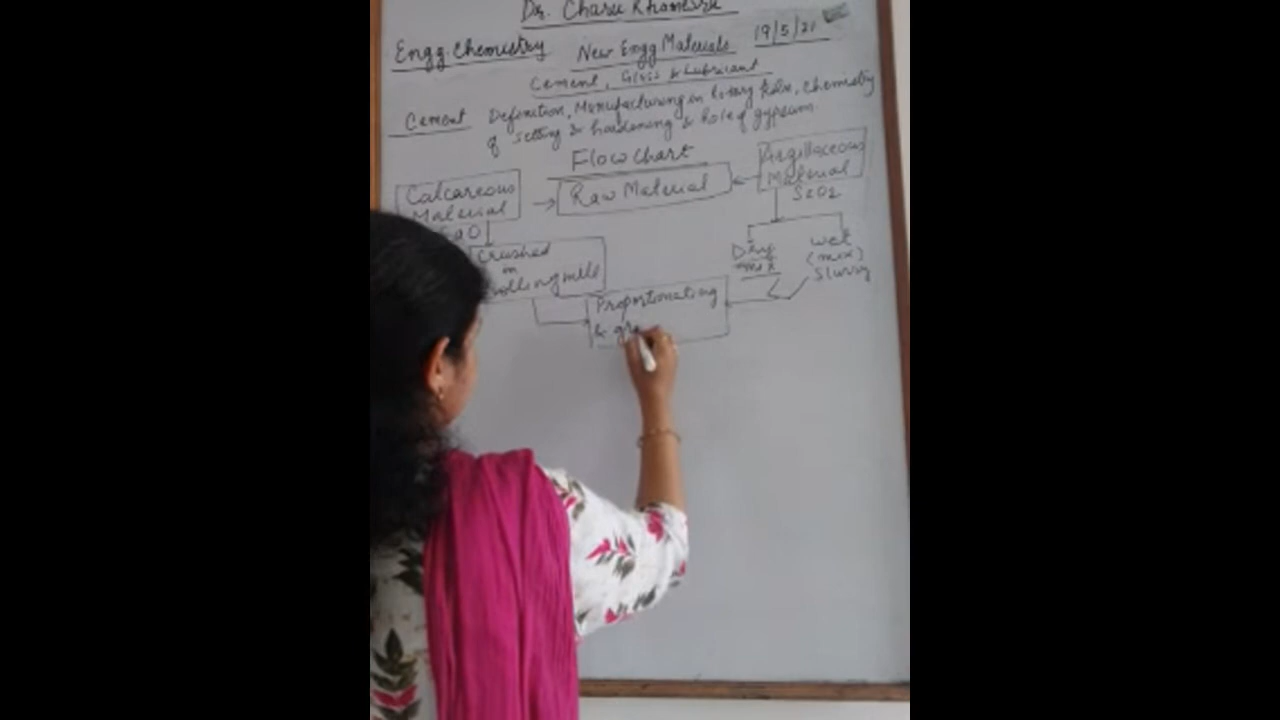 Dr. Charu Khamesra
Engg. Chemistry New Engg Materials 19/5/21
Cement, Glass & Lubricant
Cement Definition, Manufacturing in Rotary Kiln, Chemistry
of setting & hardening & Role of gypsum.
Flow Chart
Calcareous
Material
CaO
Raw Material
Argillaceous
Material
SiO2
Crushed
in
rolling mill
Dry
mix
Wet
(mix)
Slurry
Proportionating
& gr